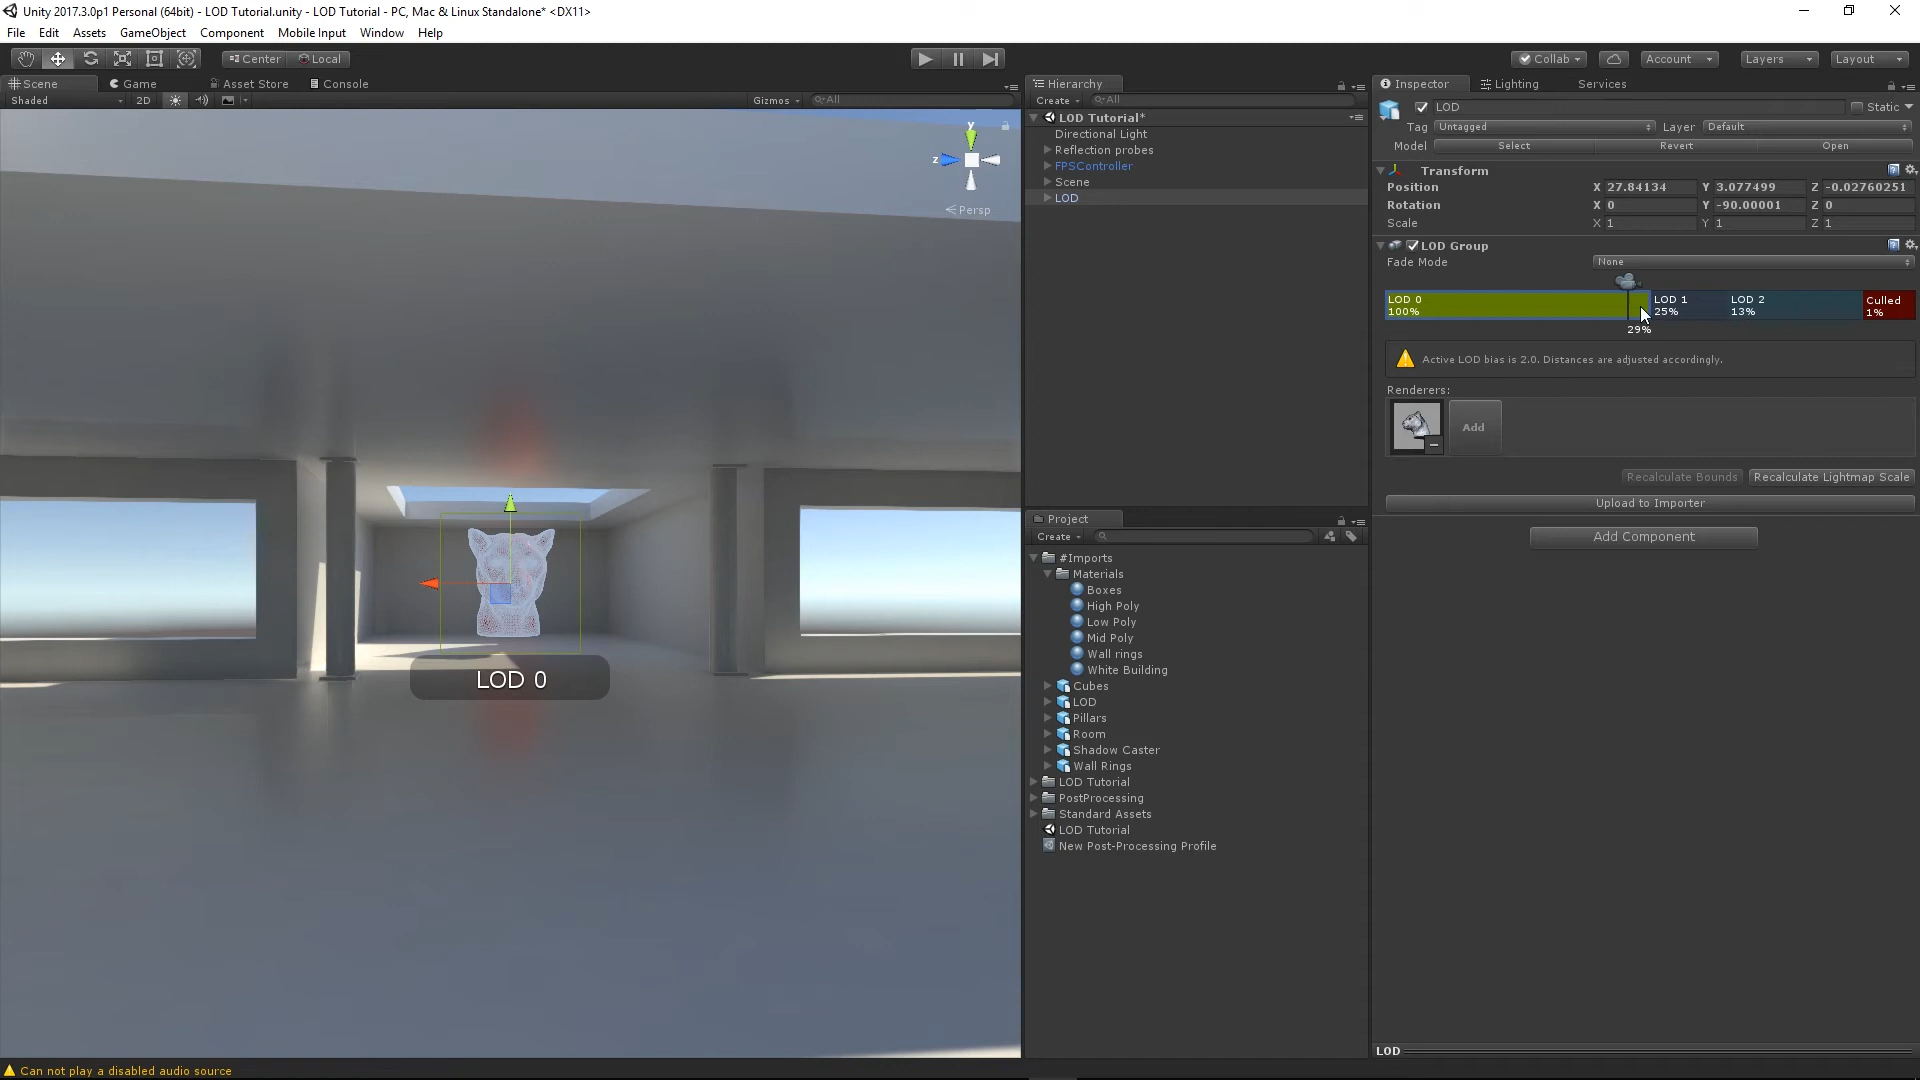 Unity 2017.3.0p1 Personal (64bit) - LOD Tutorial.unity - LOD Tutorial - PC, Mac & Linux Standalone* <DX11>
File Edit Assets GameObject Component Mobile Input Window Help
Center Local Collab Account Layers Layout
Scene Game Asset Store Console
Shaded 2D Gizmos All
y
z
Persp
LOD 0
Hierarchy
Create All
LOD Tutorial*
Directional Light
Reflection probes
FPSController
Scene
LOD
Project
Create
#Imports
Materials
Boxes
High Poly
Low Poly
Mid Poly
Wall rings
White Building
Cubes
LOD
Pillars
Room
Shadow Caster
Wall Rings
LOD Tutorial
PostProcessing
Standard Assets
LOD Tutorial
New Post-Processing Profile
Inspector Lighting Services
LOD Static
Tag Untagged Layer Default
Model Select Revert Open
Transform
Position X 27.84134 Y 3.077499 Z -0.02760251
Rotation X 0 Y -90.00001 Z 0
Scale X 1 Y 1 Z 1
LOD Group
Fade Mode None
LOD 0 LOD 1 LOD 2 Culled
100% 25% 13% 1%
29%
Active LOD bias is 2.0. Distances are adjusted accordingly.
Renderers:
Add
Recalculate Bounds Recalculate Lightmap Scale
Upload to Importer
Add Component
LOD
Can not play a disabled audio source